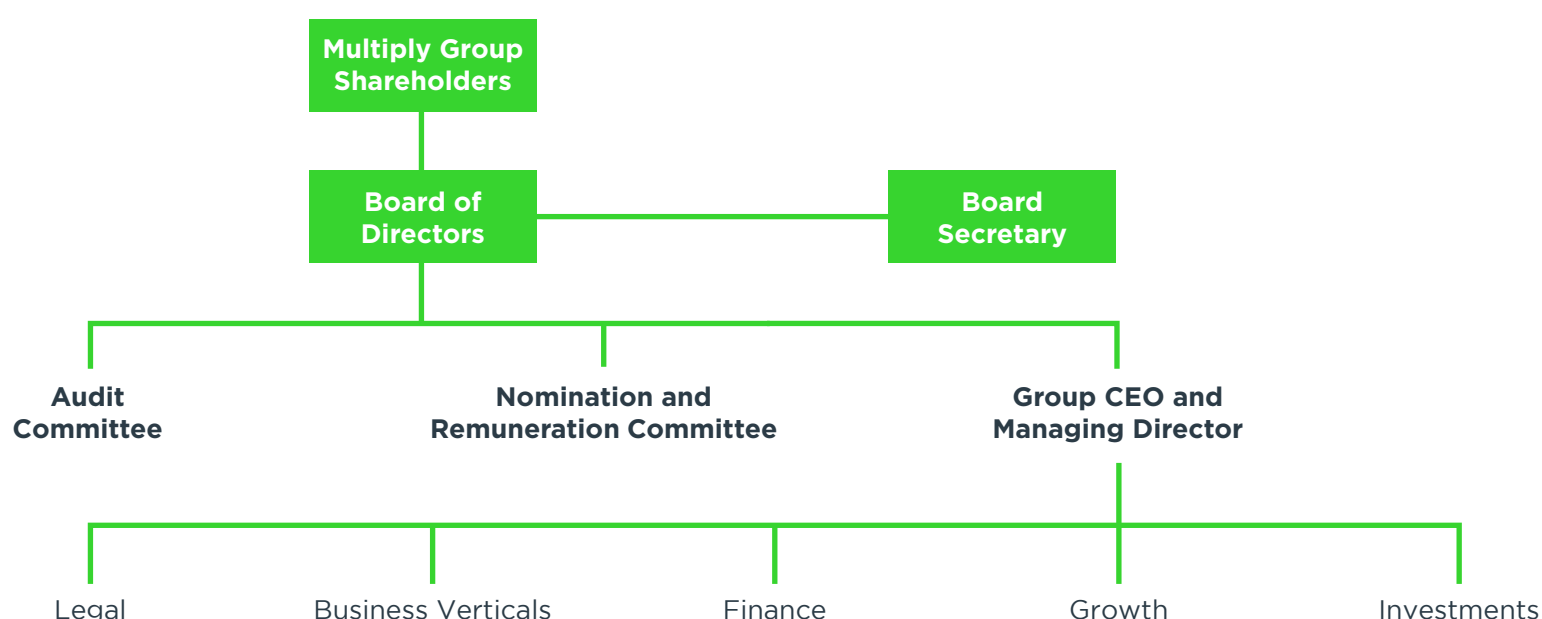 Multiply Group
Shareholders
Board of
Directors
Board
Secretary
Audit
Committee
Nomination and
Remuneration Committee
Group CEO and
Managing Director
Legal
Business Verticals
Finance
Growth
Investments